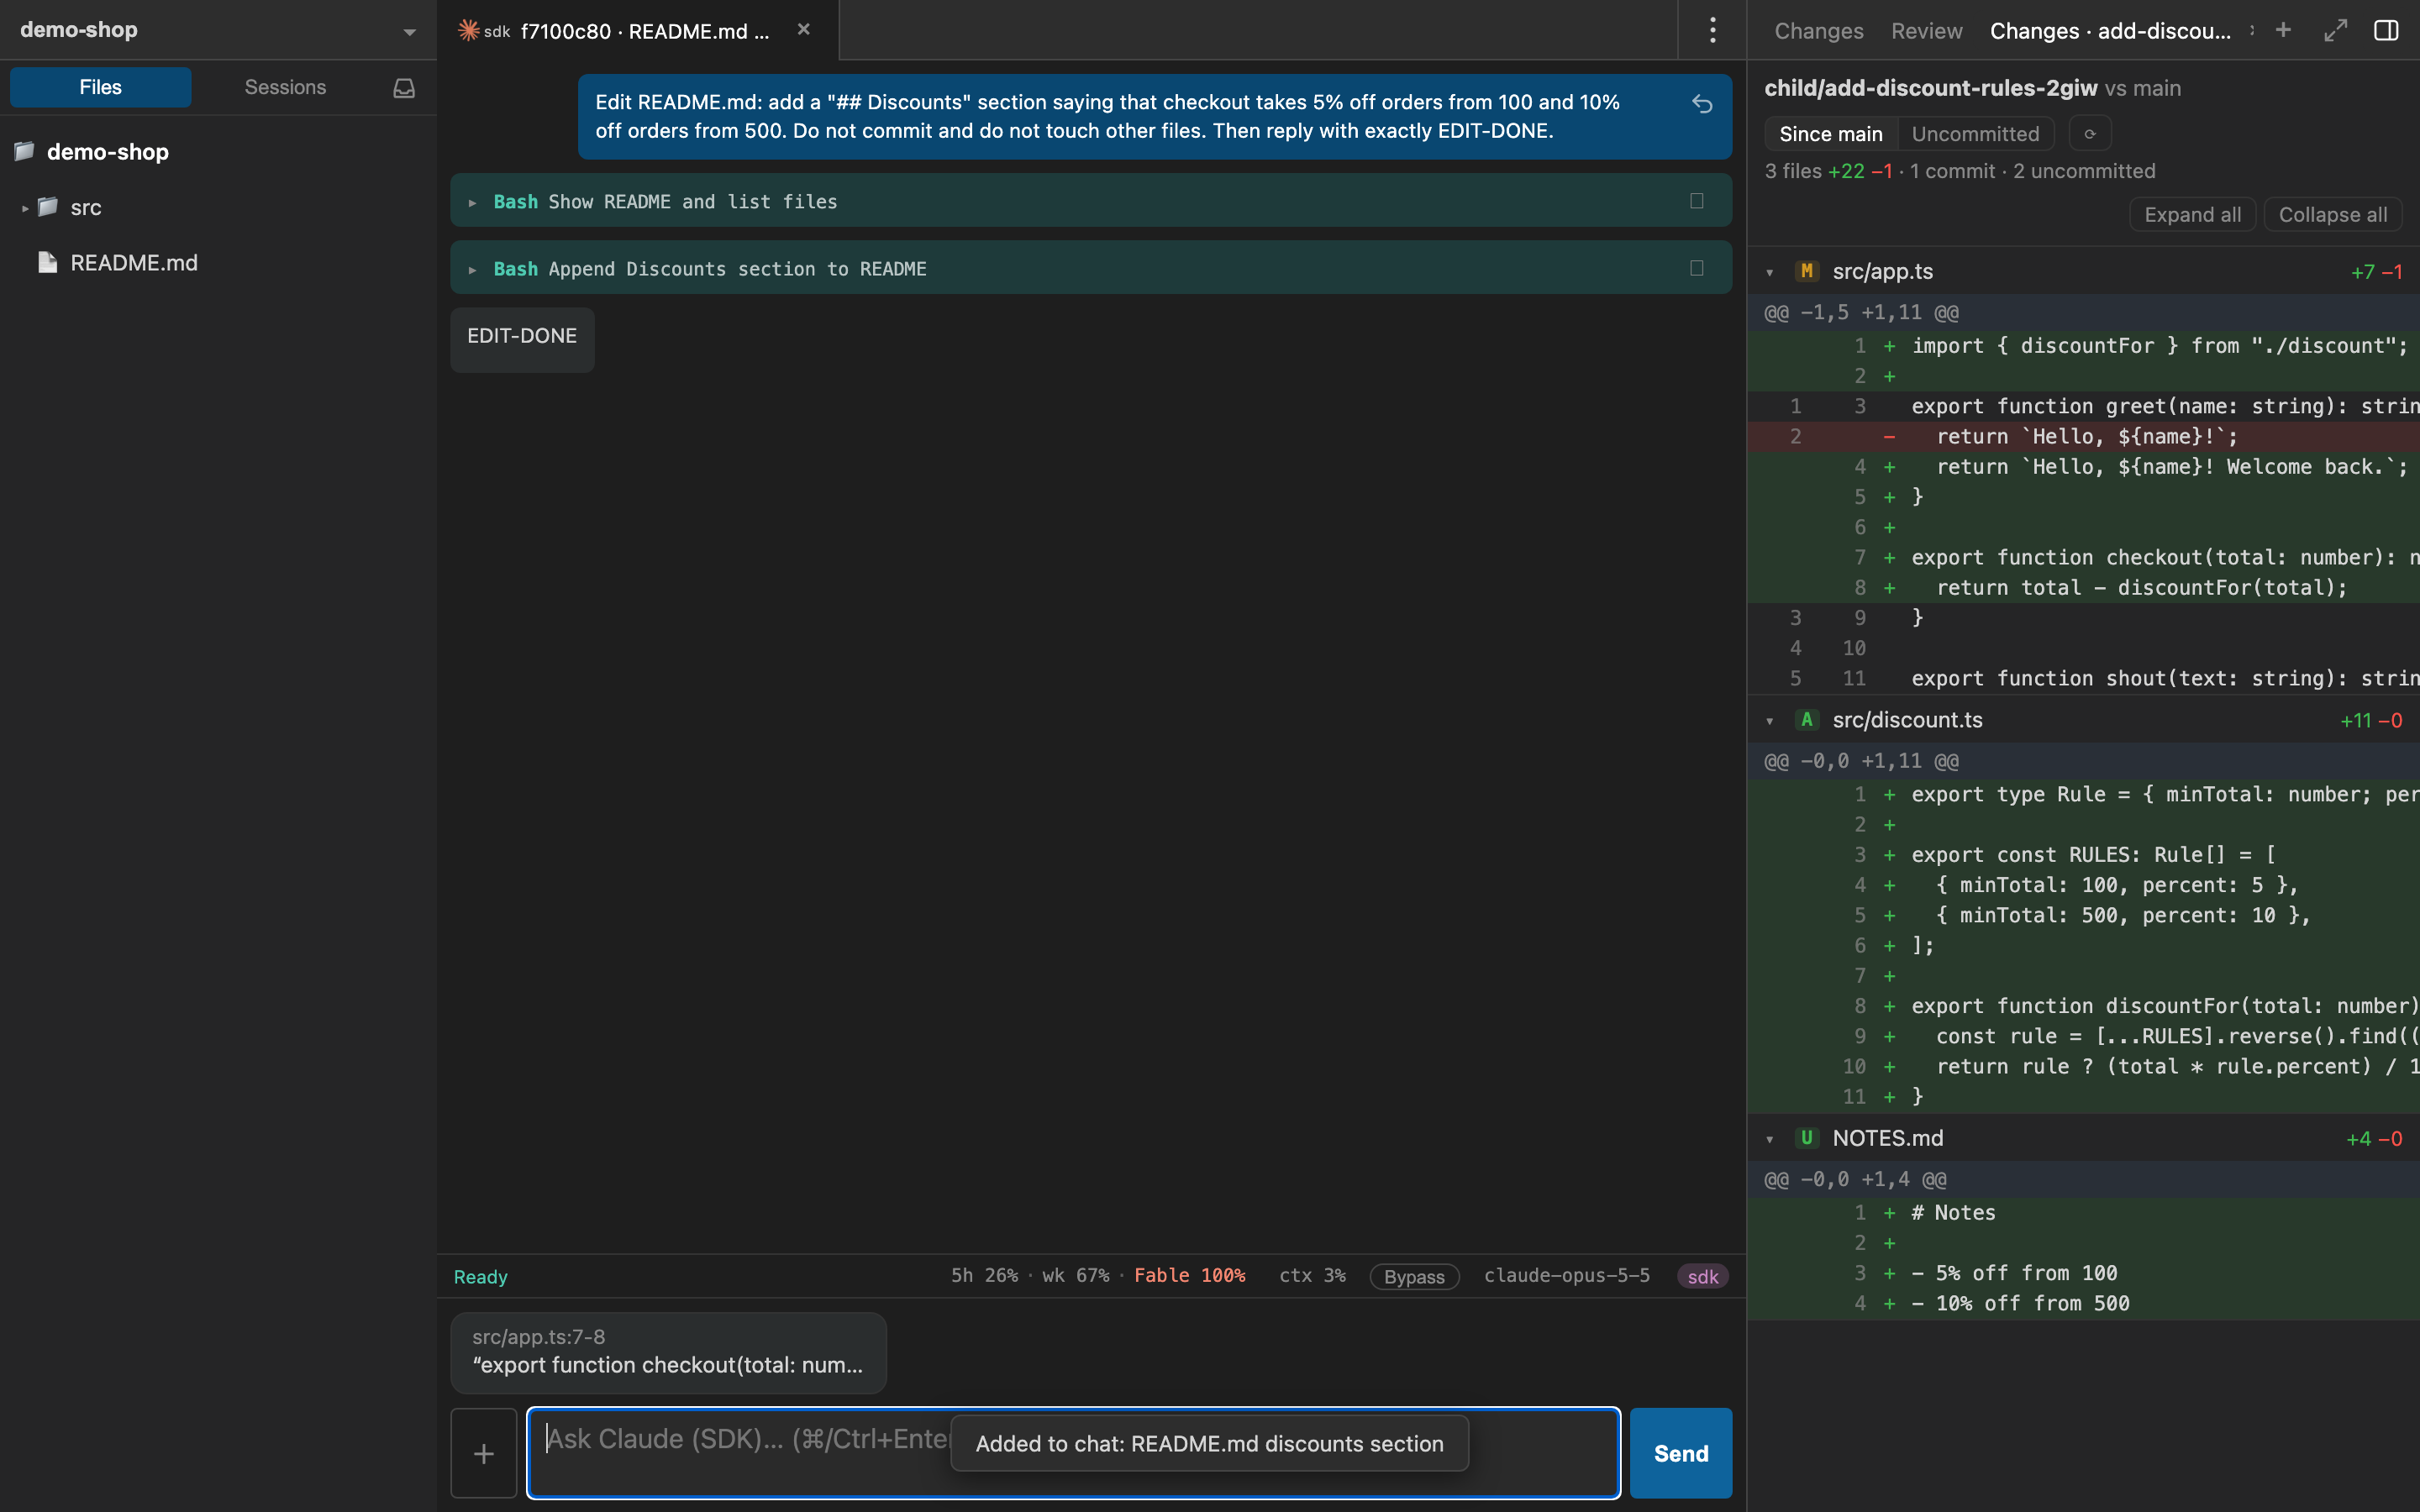 demo-shop
Files
Sessions
demo-shop
src
README.md
sdk f7100c80 · README.md ...
Edit README.md: add a "## Discounts" section saying that checkout takes 5% off orders from 100 and 10%
off orders from 500. Do not commit and do not touch other files. Then reply with exactly EDIT-DONE.
Bash Show README and list files
Bash Append Discounts section to README
EDIT-DONE
Ready
5h 26% · wk 67% · Fable 100%
ctx 3%
Bypass
claude-opus-5-5
sdk
src/app.ts:7-8
“export function checkout(total: num...
Ask Claude (SDK)... (⌘/Ctrl+Enter
Added to chat: README.md discounts section
Send
Changes
Review
Changes · add-discou...
child/add-discount-rules-2giw vs main
Since main
Uncommitted
3 files +22 −1 · 1 commit · 2 uncommitted
Expand all
Collapse all
M src/app.ts +7 −1
@@ −1,5 +1,11 @@
1 + import { discountFor } from "./discount";
2 +
1 3 export function greet(name: string): strin
2 − return `Hello, ${name}!`;
4 + return `Hello, ${name}! Welcome back.`;
5 + }
6 +
7 + export function checkout(total: number): n
8 + return total − discountFor(total);
3 9 }
4 10
5 11 export function shout(text: string): strin
A src/discount.ts +11 −0
@@ −0,0 +1,11 @@
1 + export type Rule = { minTotal: number; per
2 +
3 + export const RULES: Rule[] = [
4 + { minTotal: 100, percent: 5 },
5 + { minTotal: 500, percent: 10 },
6 + ];
7 +
8 + export function discountFor(total: number)
9 + const rule = [...RULES].reverse().find((
10 + return rule ? (total * rule.percent) / 1
11 + }
U NOTES.md +4 −0
@@ −0,0 +1,4 @@
1 + # Notes
2 +
3 + − 5% off from 100
4 + − 10% off from 500